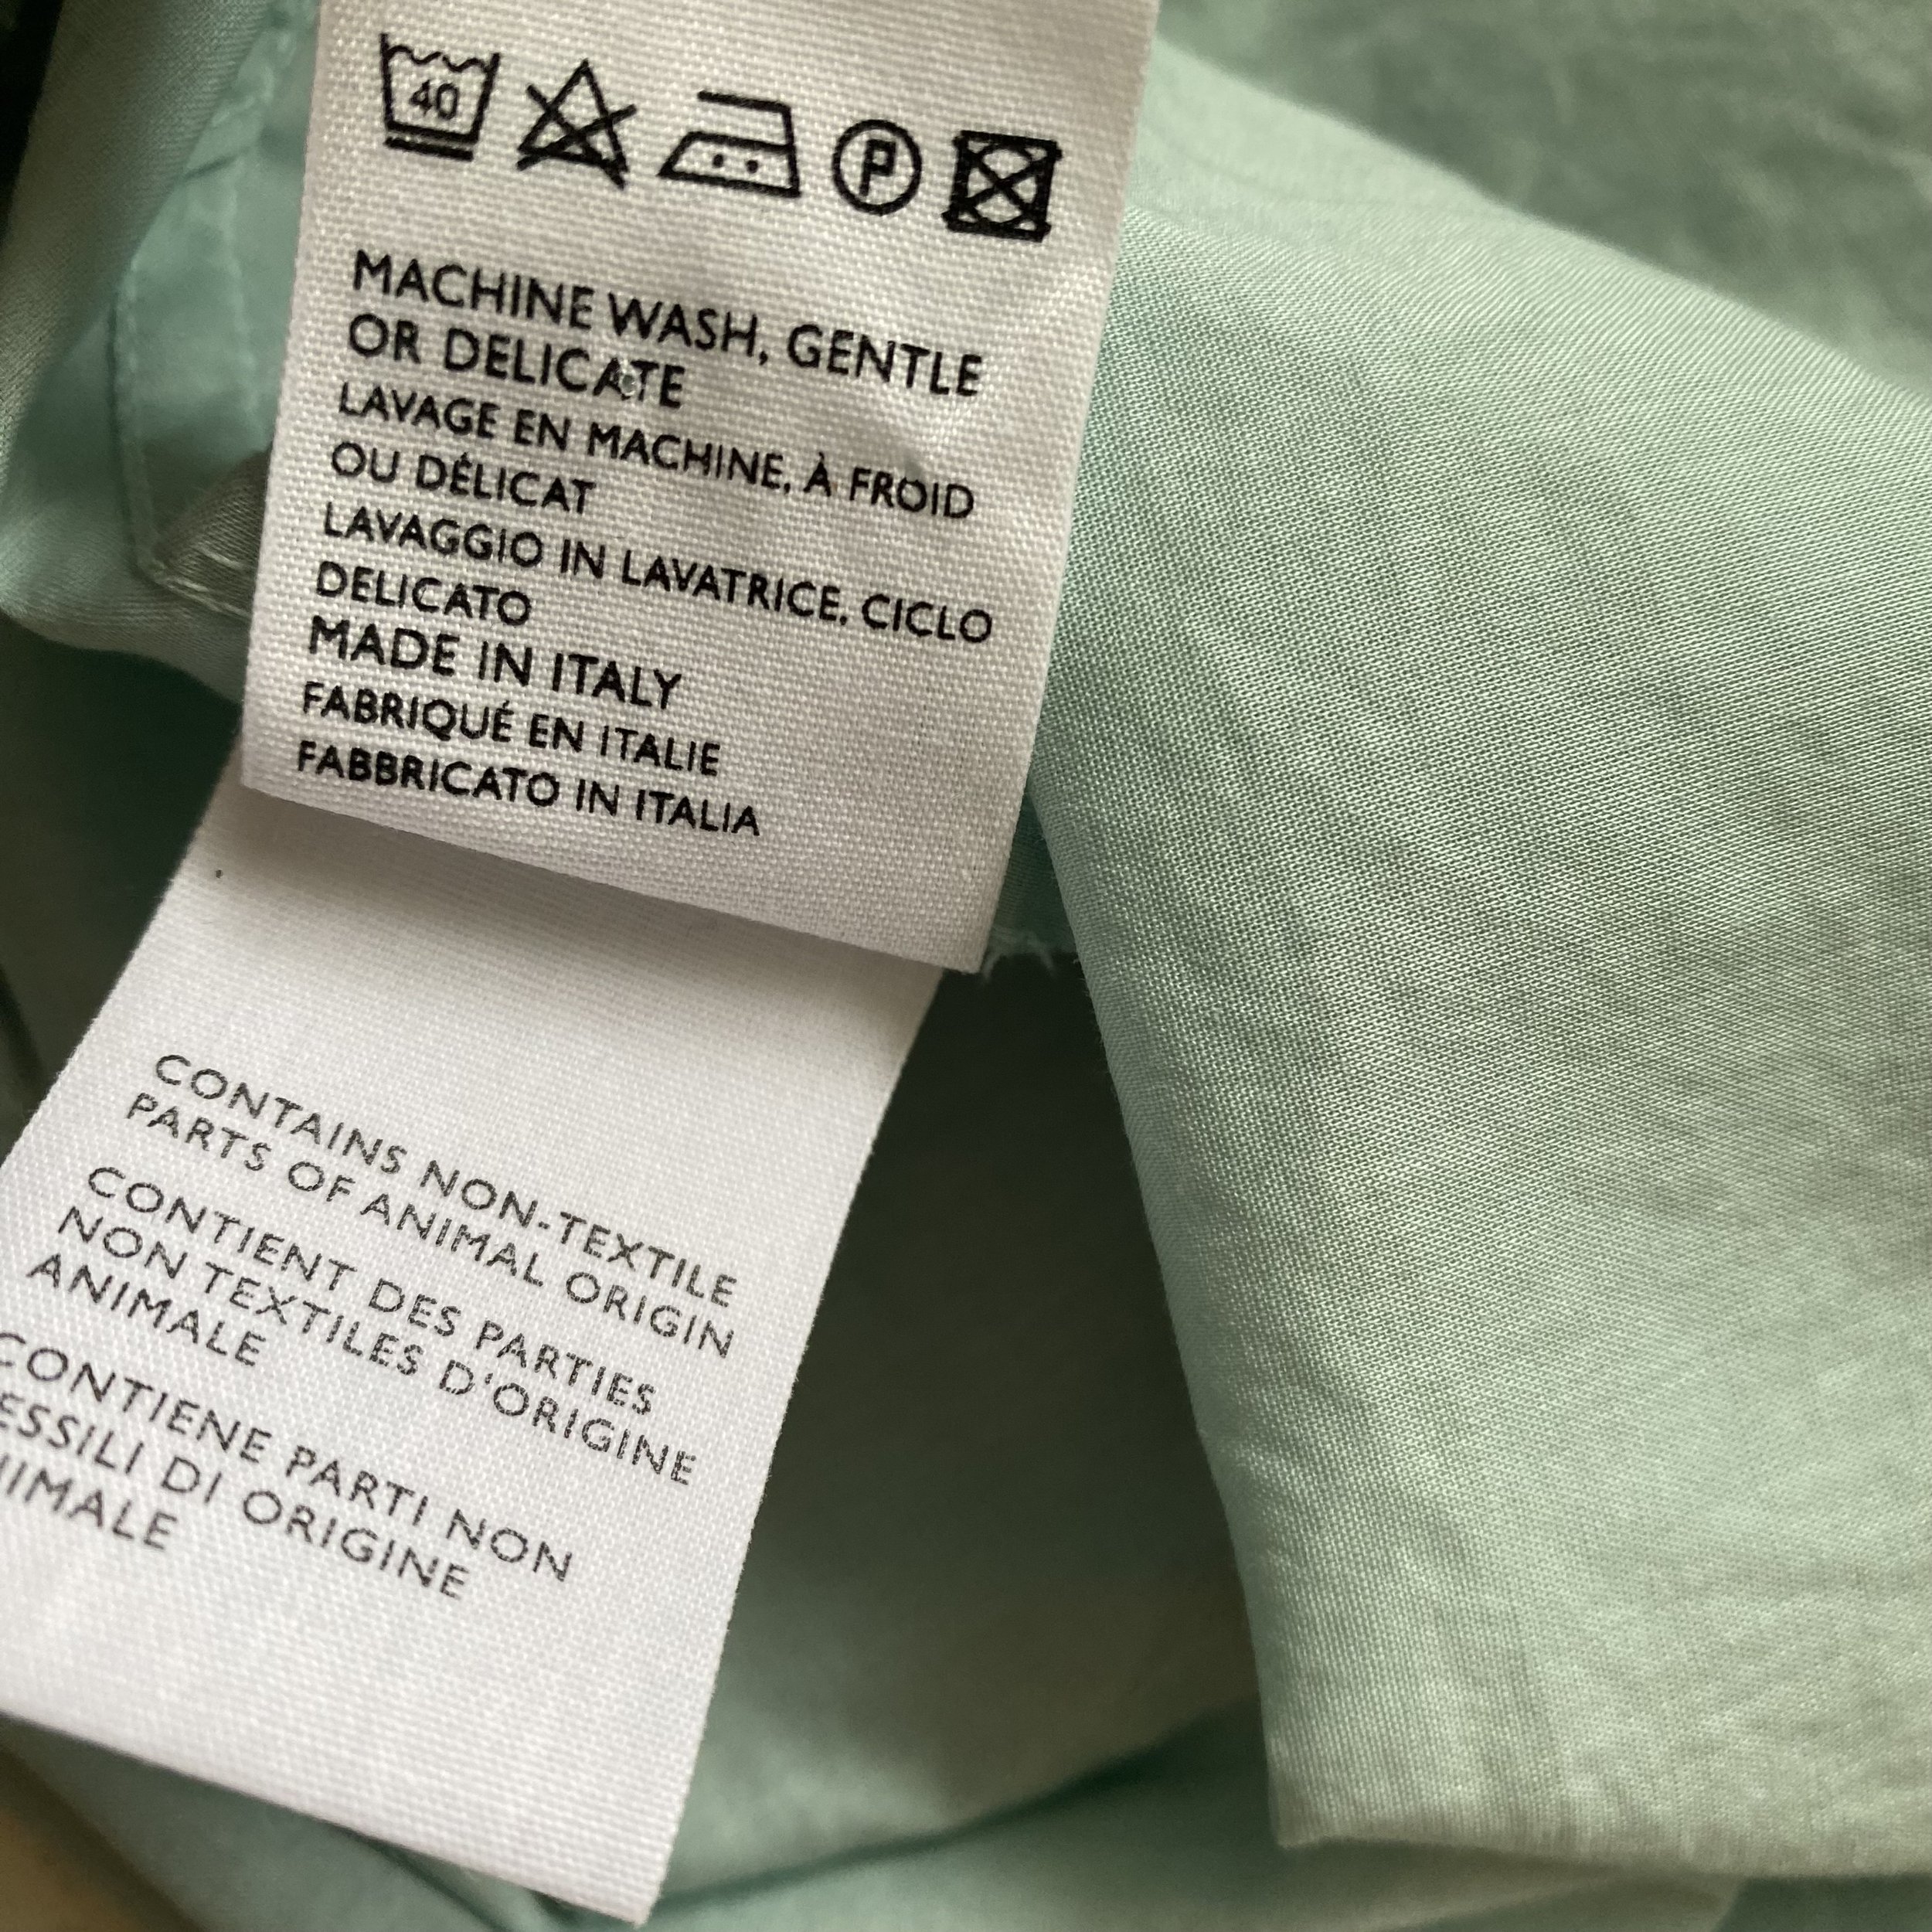 40
P
MACHINE WASH, GENTLE
OR DELICATE
LAVAGE EN MACHINE, À FROID
OU DÉLICAT
LAVAGGIO IN LAVATRICE, CICLO
DELICATO
MADE IN ITALY
FABRIQUÉ EN ITALIE
FABBRICATO IN ITALIA
CONTAINS NON-TEXTILE
PARTS OF ANIMAL ORIGIN
CONTIENT DES PARTIES
NON TEXTILES D'ORIGINE
ANIMALE
CONTIENE PARTI NON
DI ORIGINE